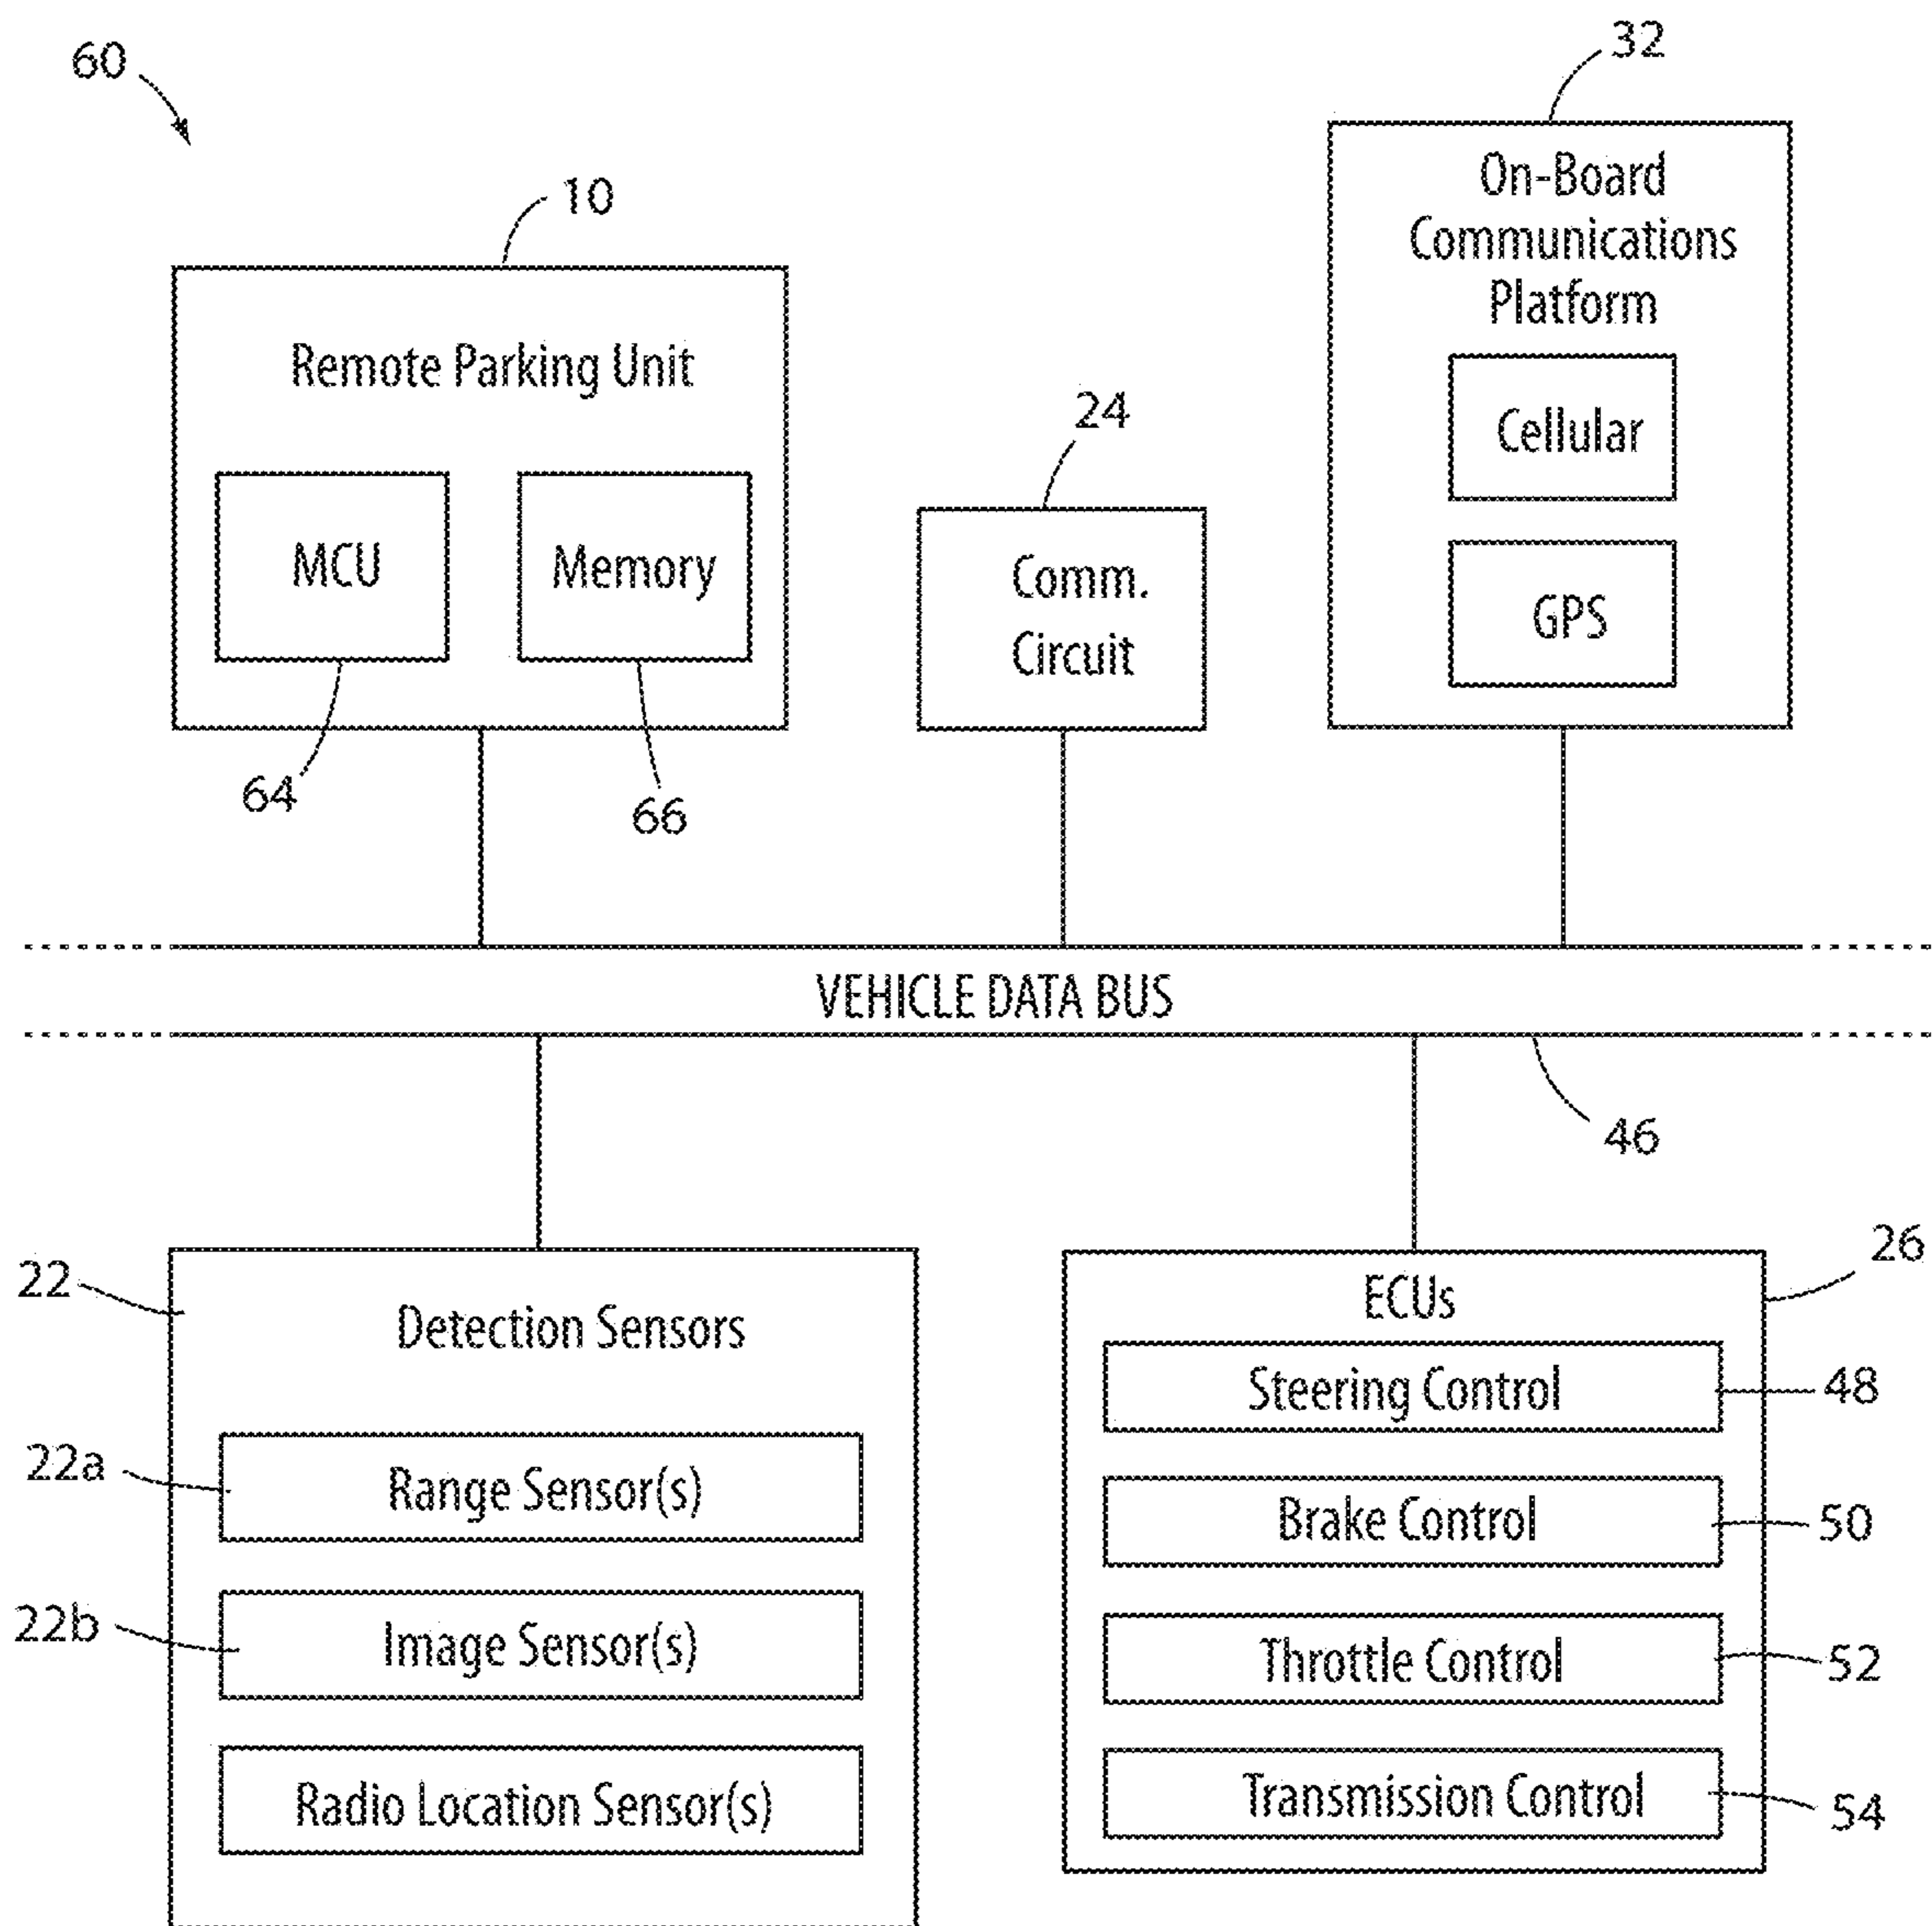 60
32
10
On-Board
Communications
Platform
Remote Parking Unit
24
Cellular
MCU
Memory
Comm.
Circuit
GPS
64
66
VEHICLE DATA BUS
46
22
26
Detection Sensors
ECUs
Steering Control
48
22a
Range Sensor(s)
Brake Control
50
22b
Image Sensor(s)
Throttle Control
52
Radio Location Sensor(s)
Transmission Control
54